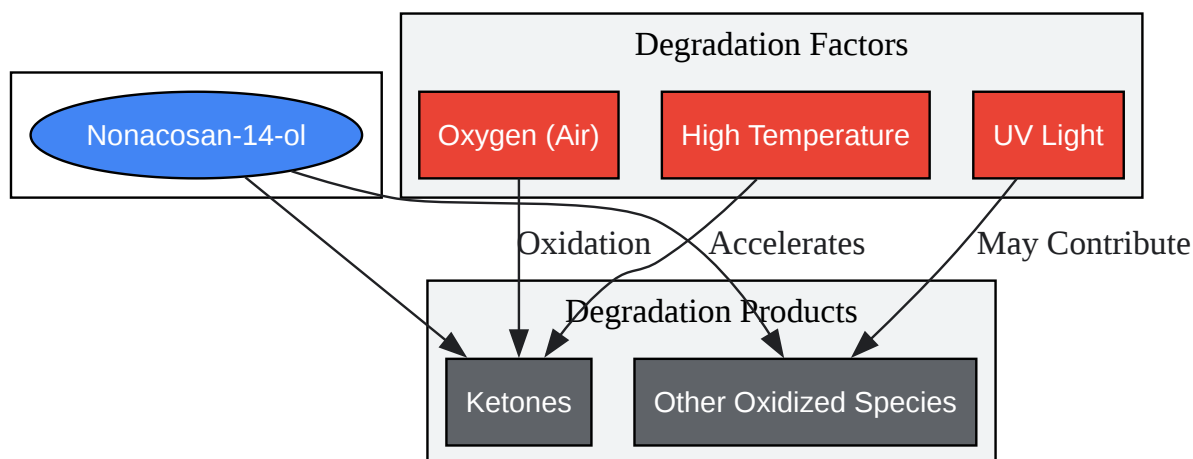 Degradation Factors
Nonacosan-14-ol
Oxygen (Air)
High Temperature
UV Light
Oxidation
Accelerates
May Contribute
Degradation Products
Ketones
Other Oxidized Species